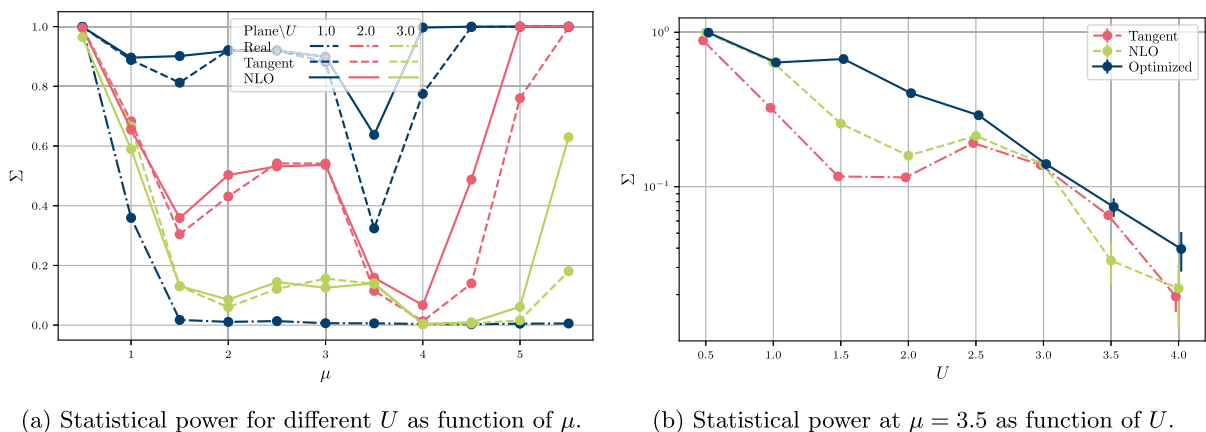 Plane\U 1.0 2.0 3.0
Real
Tangent
NLO
1.0
0.8
0.6
0.4
0.2
0.0
Σ
1 2 3 4 5
μ
Tangent
NLO
Optimized
10⁰
10⁻¹
Σ
0.5 1.0 1.5 2.0 2.5 3.0 3.5 4.0
U
(a) Statistical power for different U as function of μ.
(b) Statistical power at μ = 3.5 as function of U.